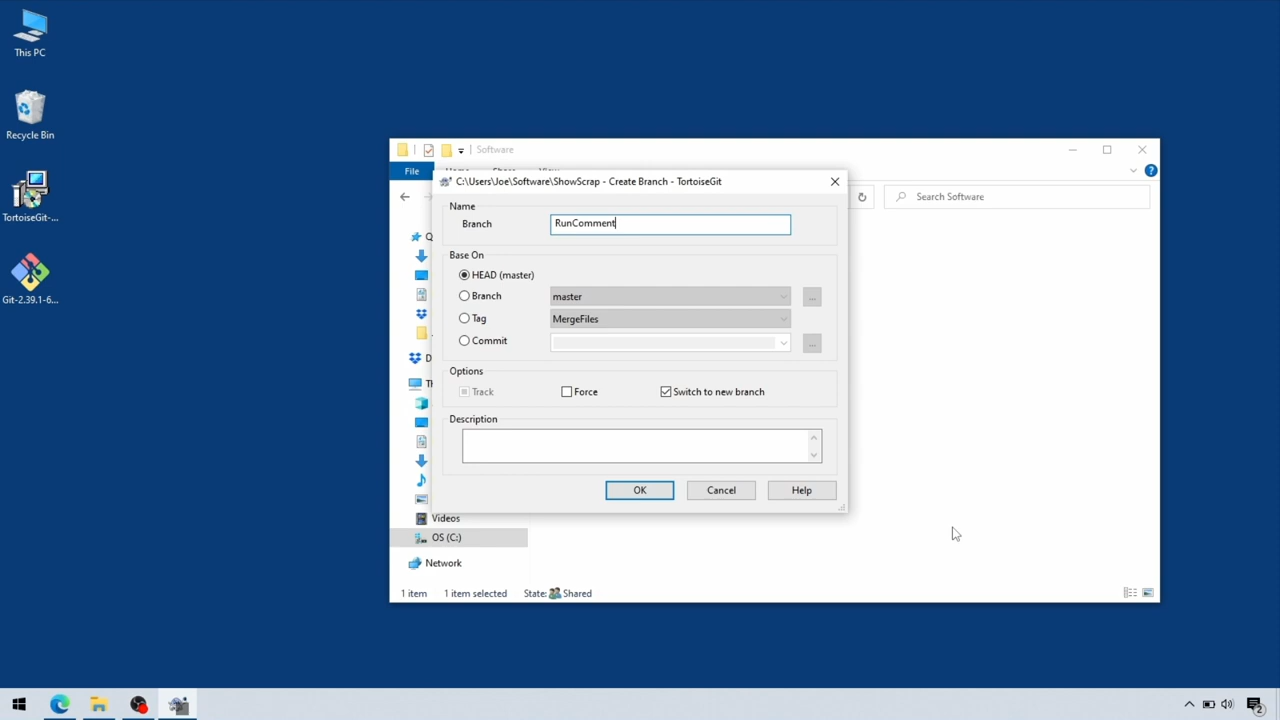 This PC
Recycle Bin
TortoiseGit-...
Git-2.39.1-6...
Software
File
Search Software
C:\Users\Joe\Software\ShowScrap - Create Branch - TortoiseGit
Name
Branch RunComment
Base On
HEAD (master)
Branch master ...
Tag MergeFiles
Commit ...
Options
Track Force Switch to new branch
Description
OK Cancel Help
Videos
OS (C:)
Network
1 item 1 item selected State: Shared
2